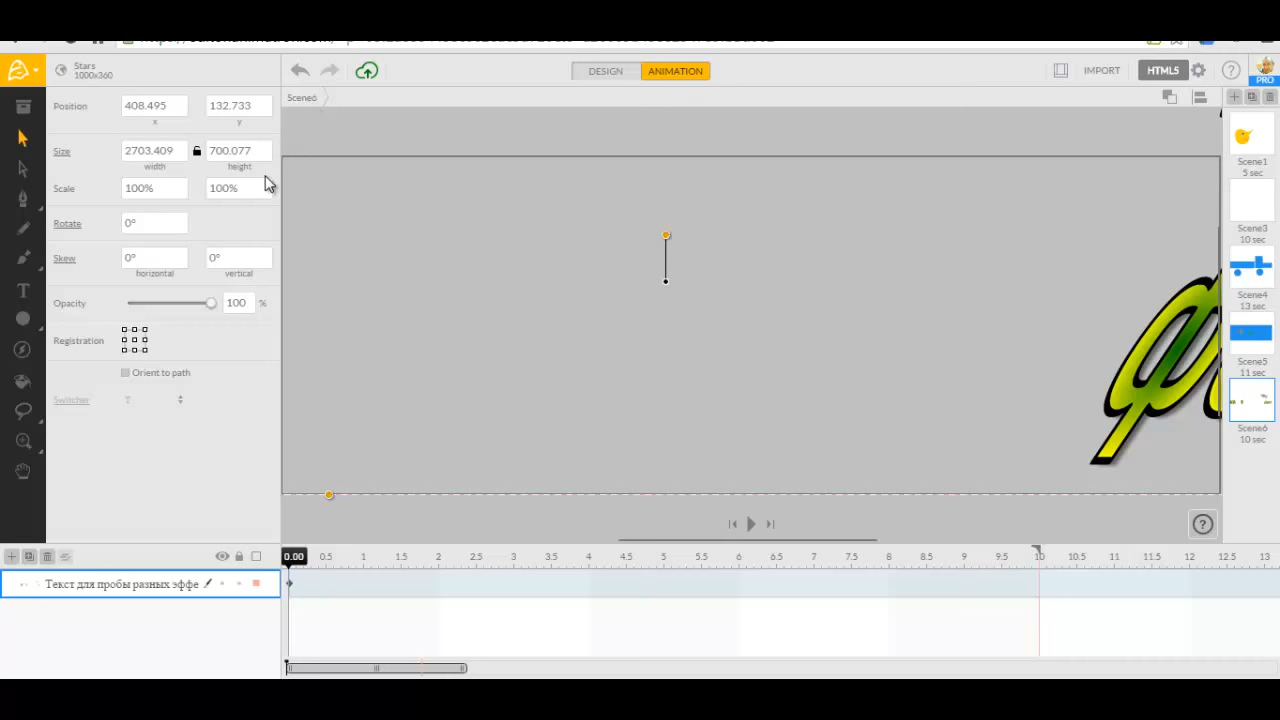 Stars
1000x360
DESIGN
ANIMATION
IMPORT
HTML5
?
PRO
Position
408.495
132.733
x
y
Scene6
Size
2703.409
700.077
width
height
Scale
100%
100%
Rotate
0°
Skew
0°
0°
horizontal
vertical
Opacity
100
%
Registration
Orient to path
Switcher
T
Scene1
5 sec
Scene3
10 sec
Scene4
13 sec
Scene5
11 sec
Scene6
10 sec
?
0.00 0.5 1 1.5 2 2.5 3 3.5 4 4.5 5 5.5 6 6.5 7 7.5 8 8.5 9 9.5 10 10.5 11 11.5 12 12.5 13
Текст для пробы разных эффе